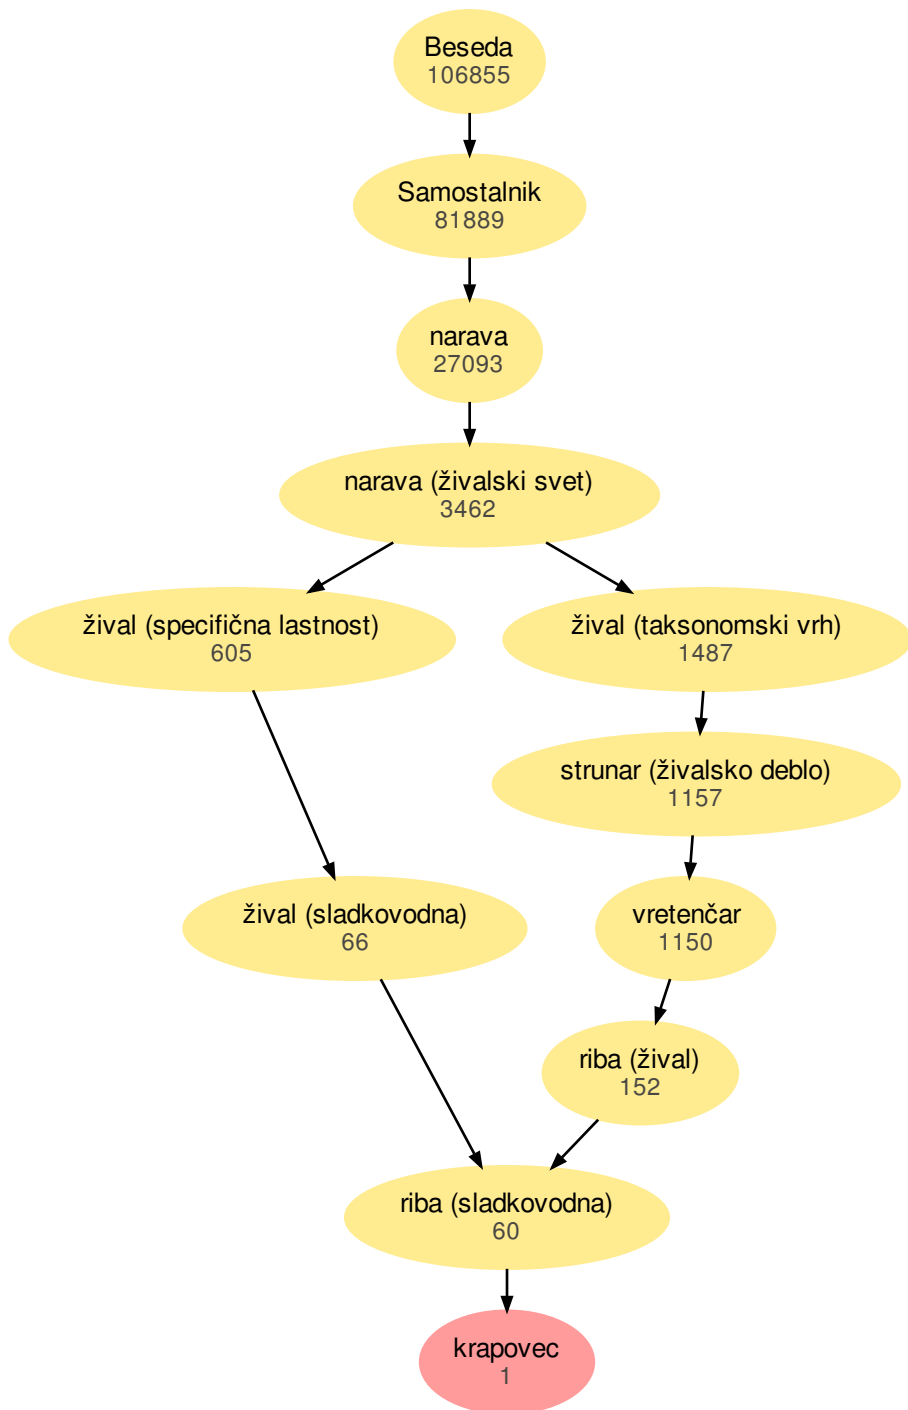 Beseda
106855
Samostalnik
81889
narava
27093
narava (živalski svet)
3462
žival (specifična lastnost)
605
žival (taksonomski vrh)
1487
strunar (živalsko deblo)
1157
žival (sladkovodna)
66
vretenčar
1150
riba (žival)
152
riba (sladkovodna)
60
krapovec
1